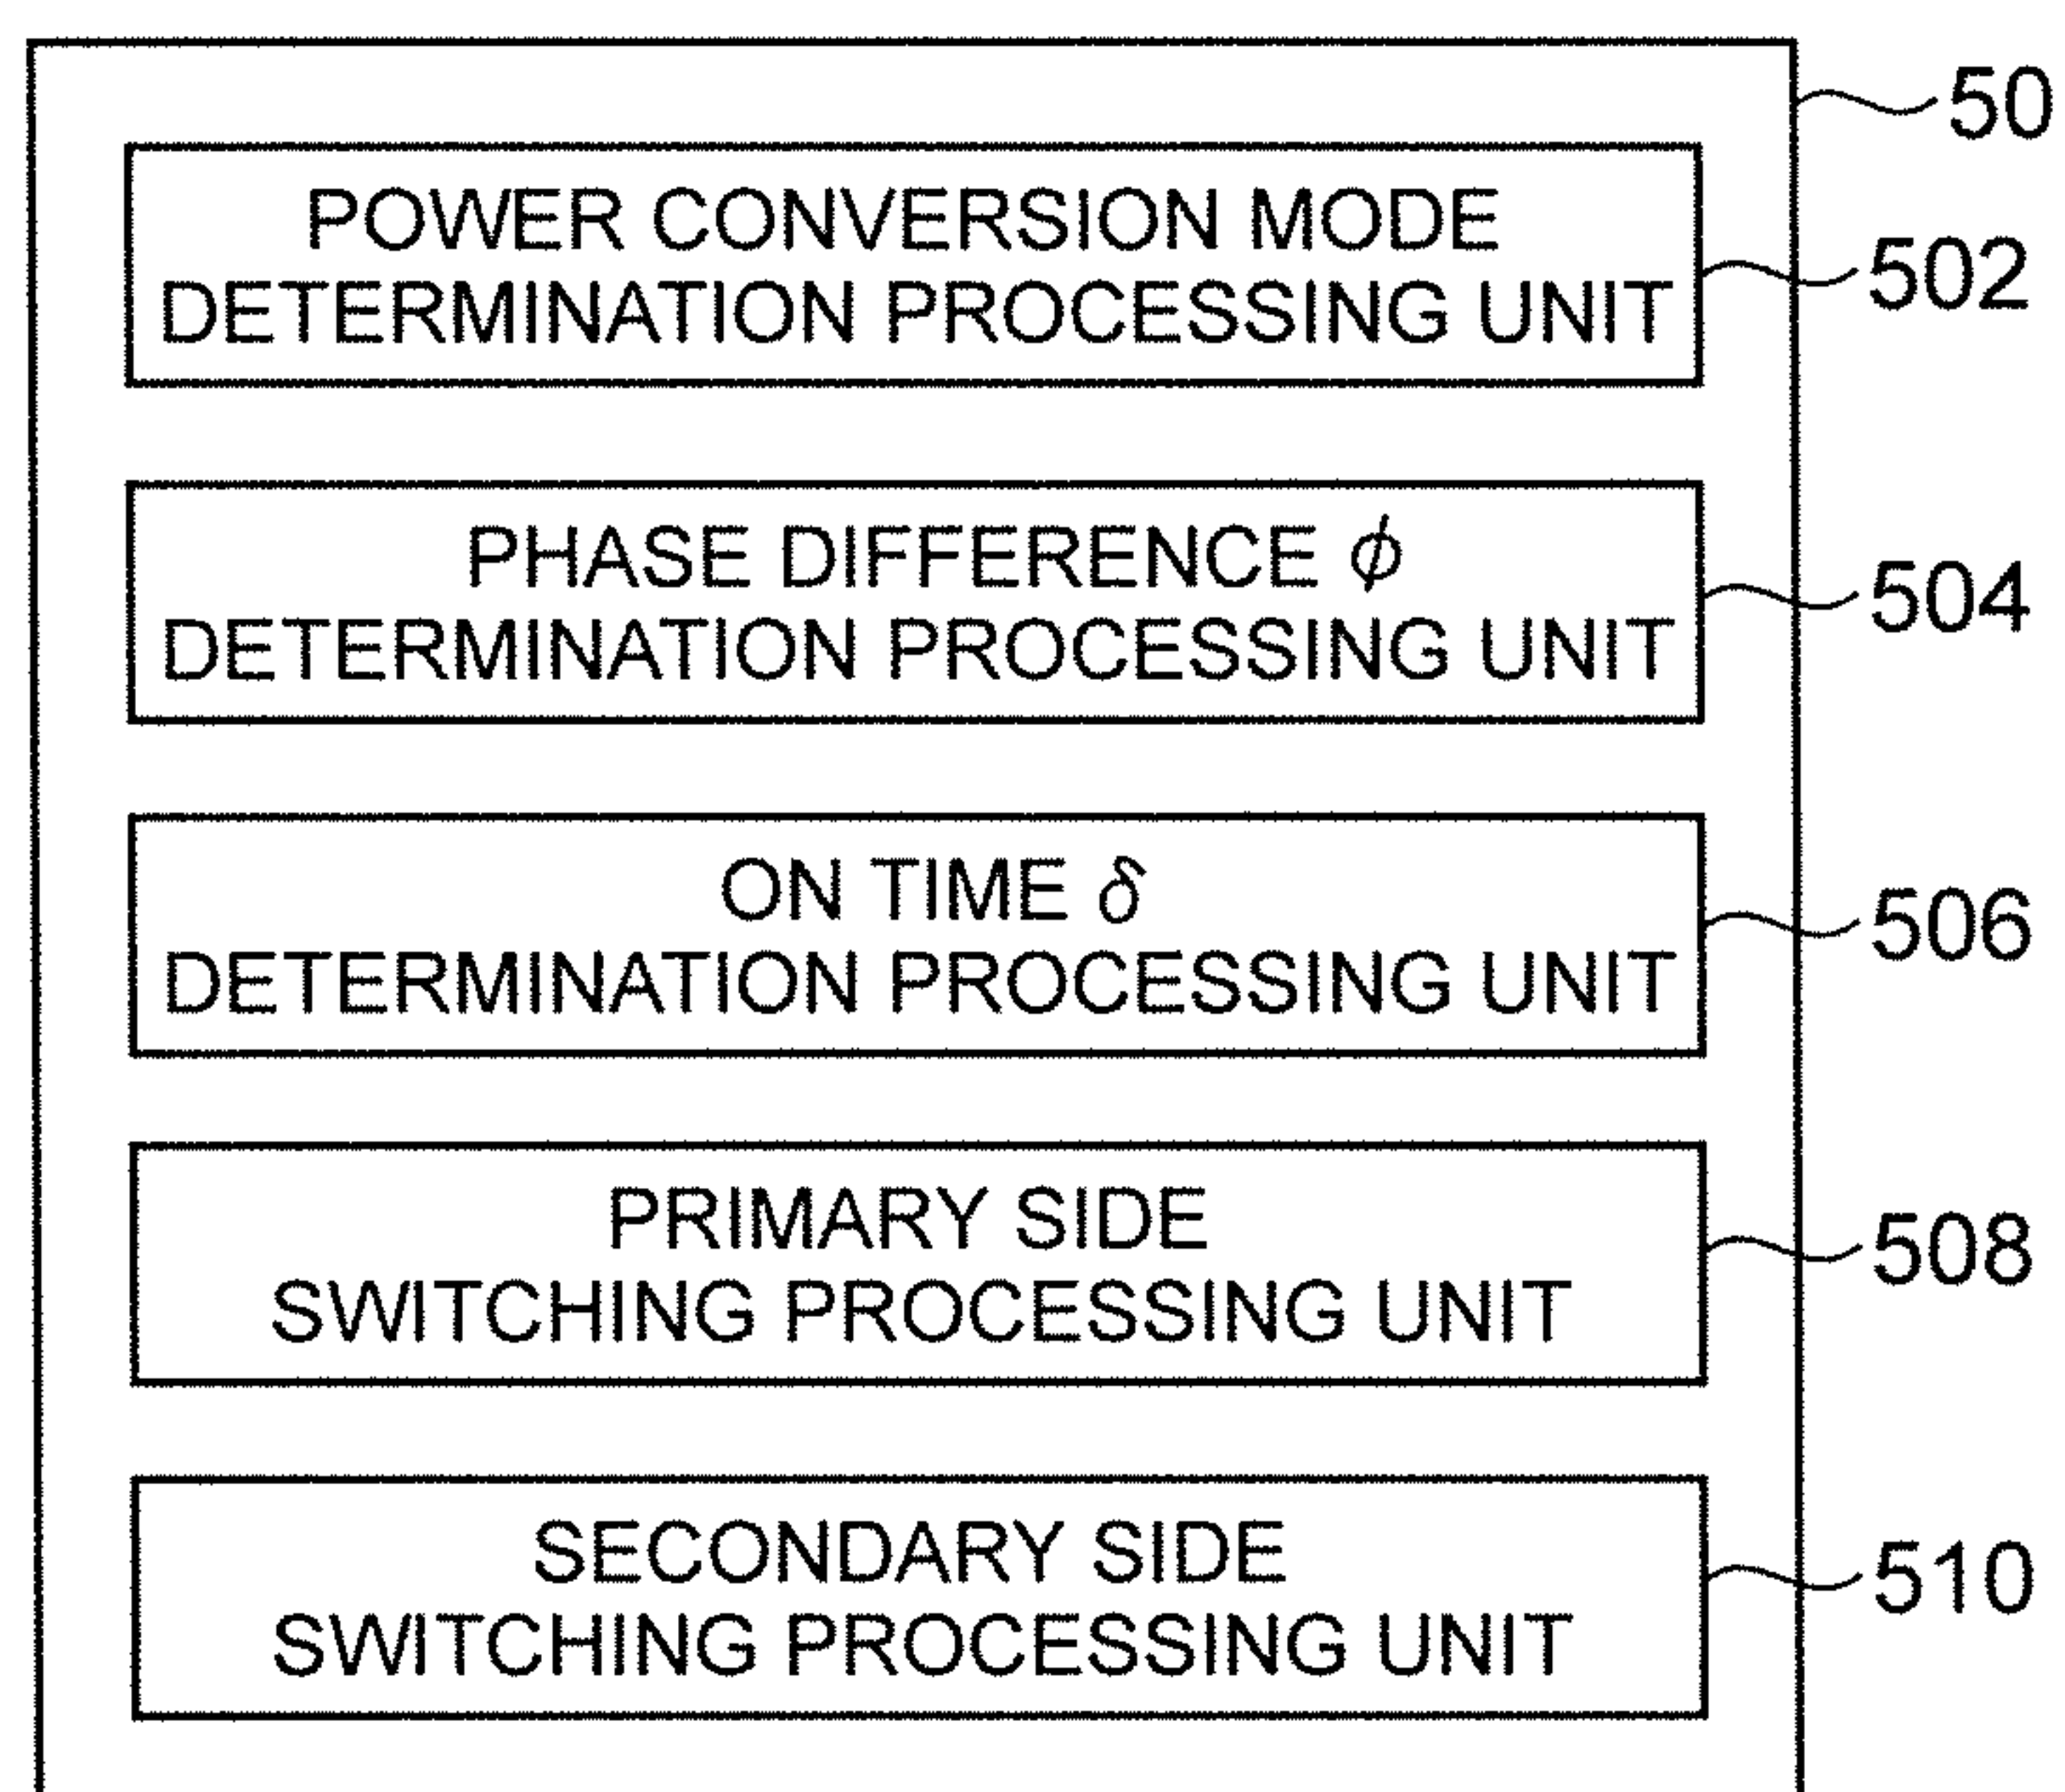 50
POWER CONVERSION MODE
DETERMINATION PROCESSING UNIT
502
PHASE DIFFERENCE ϕ
DETERMINATION PROCESSING UNIT
504
ON TIME δ
DETERMINATION PROCESSING UNIT
506
PRIMARY SIDE
SWITCHING PROCESSING UNIT
508
SECONDARY SIDE
SWITCHING PROCESSING UNIT
510